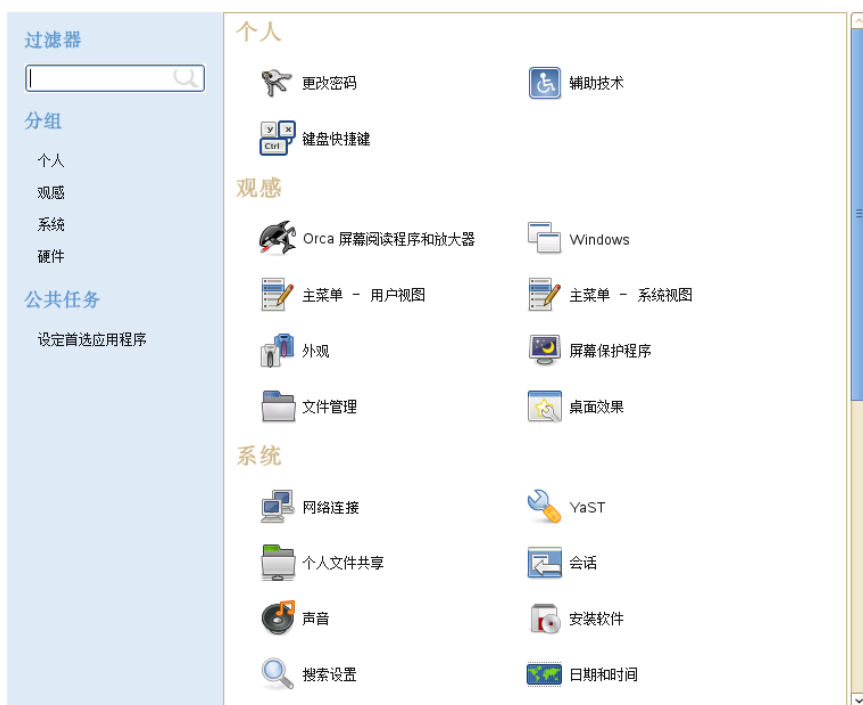 过滤器
分组
个人
观感
系统
硬件
公共任务
设定首选应用程序
个人
更改密码
辅助技术
y x
Ctrl
键盘快捷键
观感
Orca 屏幕阅读程序和放大器
Windows
主菜单 - 用户视图
主菜单 - 系统视图
外观
屏幕保护程序
文件管理
桌面效果
系统
网络连接
YaST
个人文件共享
会话
声音
安装软件
搜索设置
日期和时间